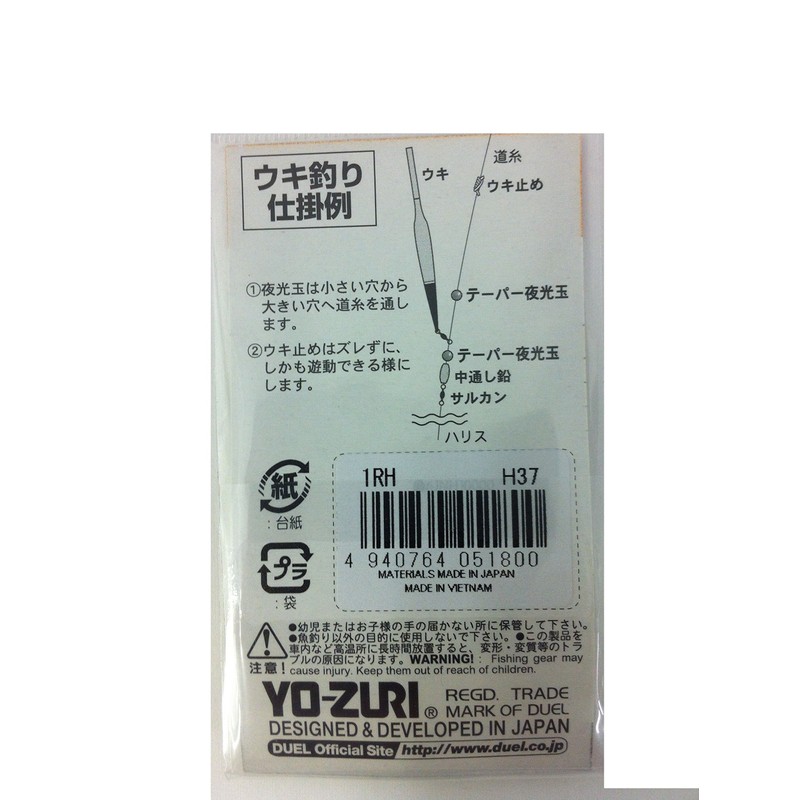 ウキ釣り
仕掛例
道糸
ウキ
ウキ止め
テーパー夜光玉
テーパー夜光玉
中通し鉛
サルカン
ハリス
①夜光玉は小さい穴から
大きい穴へ道糸を通し
ます。
②ウキ止めはズレずに、
しかも遊動できる様に
します。
紙
:台紙
プラ
:袋
1RH H37
4 940764 051800
MATERIALS MADE IN JAPAN
MADE IN VIETNAM
注意!
●幼児またはお子様の手の届かない所に保管して下さい。
●魚釣り以外の目的に使用しないで下さい。●この製品を
車内など高温所に長時間放置すると、変形・変質等のトラ
ブルの原因になります。WARNING!: Fishing gear may
cause injury. Keep them out of reach of children.
YO-ZURI® REGD. TRADE
MARK OF DUEL
DESIGNED & DEVELOPED IN JAPAN
DUEL Official Site http://www.duel.co.jp